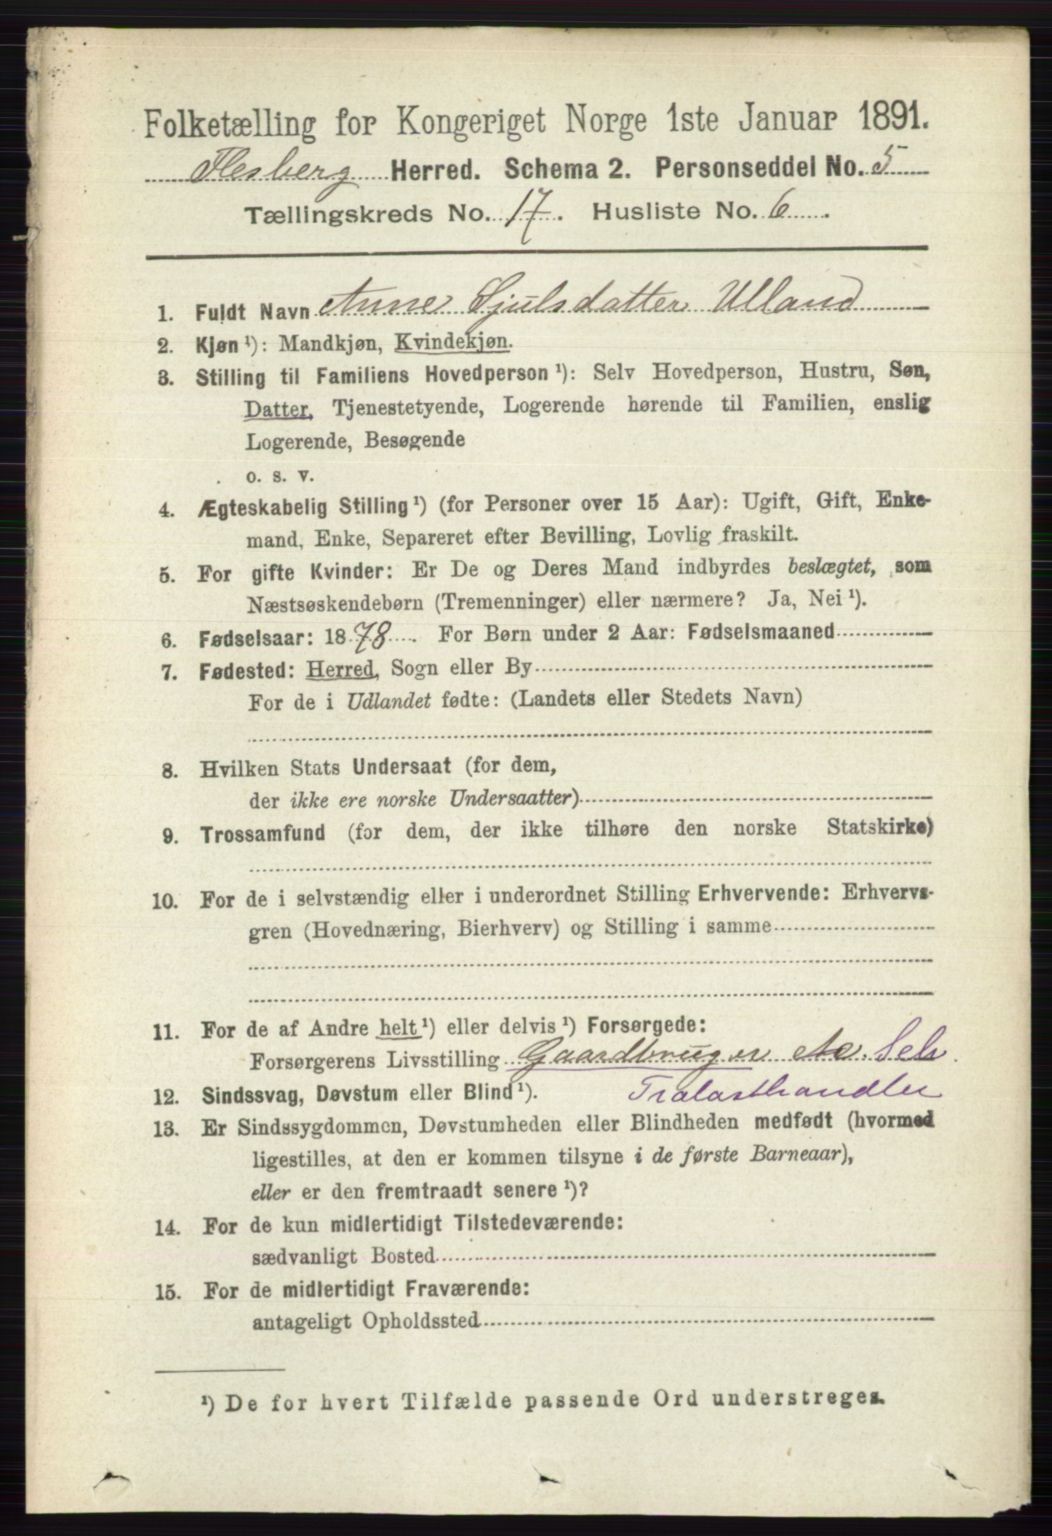 Folketælling for Kongeriget Norge 1ste Januar 1891.
Flesberg Herred. Schema 2. Personseddel No. 5
Tællingskreds No. 17. Husliste No. 6.
1. Fuldt Navn Anne Gjulsdatter Ulland
2. Kjøn ¹): Mandkjøn, Kvindekjøn.
3. Stilling til Familiens Hovedperson ¹): Selv Hovedperson, Hustru, Søn,
Datter, Tjenestetyende, Logerende hørende til Familien, enslig
Logerende, Besøgende
o. s. v.
4. Ægteskabelig Stilling ¹) (for Personer over 15 Aar): Ugift, Gift, Enke-
mand, Enke, Separeret efter Bevilling, Lovlig fraskilt.
5. For gifte Kvinder: Er De og Deres Mand indbyrdes beslægtet, som
Næstsøskendebørn (Tremenninger) eller nærmere? Ja, Nei ¹).
6. Fødselsaar: 1878. For Børn under 2 Aar: Fødselsmaaned
7. Fødested: Herred, Sogn eller By
For de i Udlandet fødte: (Landets eller Stedets Navn)
8. Hvilken Stats Undersaat (for dem,
der ikke ere norske Undersaatter)
9. Trossamfund (for dem, der ikke tilhøre den norske Statskirke)
10. For de i selvstændig eller i underordnet Stilling Erhvervende: Erhvervs-
gren (Hovednæring, Bierhverv) og Stilling i samme
11. For de af Andre helt ¹) eller delvis ¹) Forsørgede:
Forsørgerens Livsstilling Gaardbruger Selv.
12. Sindssvag, Døvstum eller Blind ¹). Tralasthandler
13. Er Sindssygdommen, Døvstumheden eller Blindheden medfødt (hvormed
ligestilles, at den er kommen tilsyne i de første Barneaar),
eller er den fremtraadt senere ¹)?
14. For de kun midlertidigt Tilstedeværende:
sædvanligt Bosted
15. For de midlertidigt Fraværende:
antageligt Opholdssted
¹) De for hvert Tilfælde passende Ord understreges.